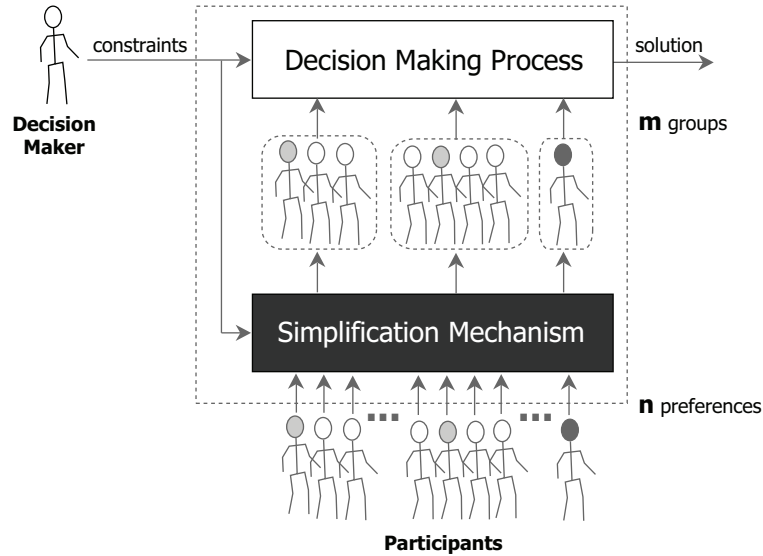 constraints
Decision Making Process
solution
Decision
Maker
m groups
Simplification Mechanism
n preferences
Participants